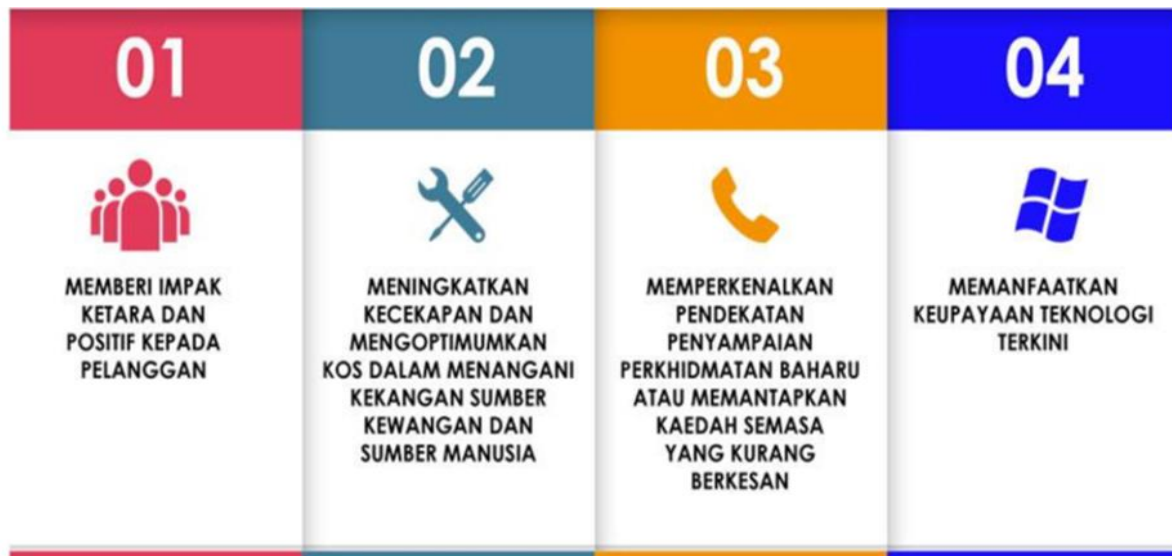 01
MEMBERI IMPAK
KETARA DAN
POSITIF KEPADA
PELANGGAN
02
MENINGKATKAN
KECEKAPAN DAN
MENGOPTIMUMKAN
KOS DALAM MENANGANI
KEKANGAN SUMBER
KEWANGAN DAN
SUMBER MANUSIA
03
MEMPERKENALKAN
PENDEKATAN
PENYAMPAIAN
PERKHIDMATAN BAHARU
ATAU MEMANTAPKAN
KAEDAH SEMASA
YANG KURANG
BERKESAN
04
MEMANFAATKAN
KEUPAYAAN TEKNOLOGI
TERKINI